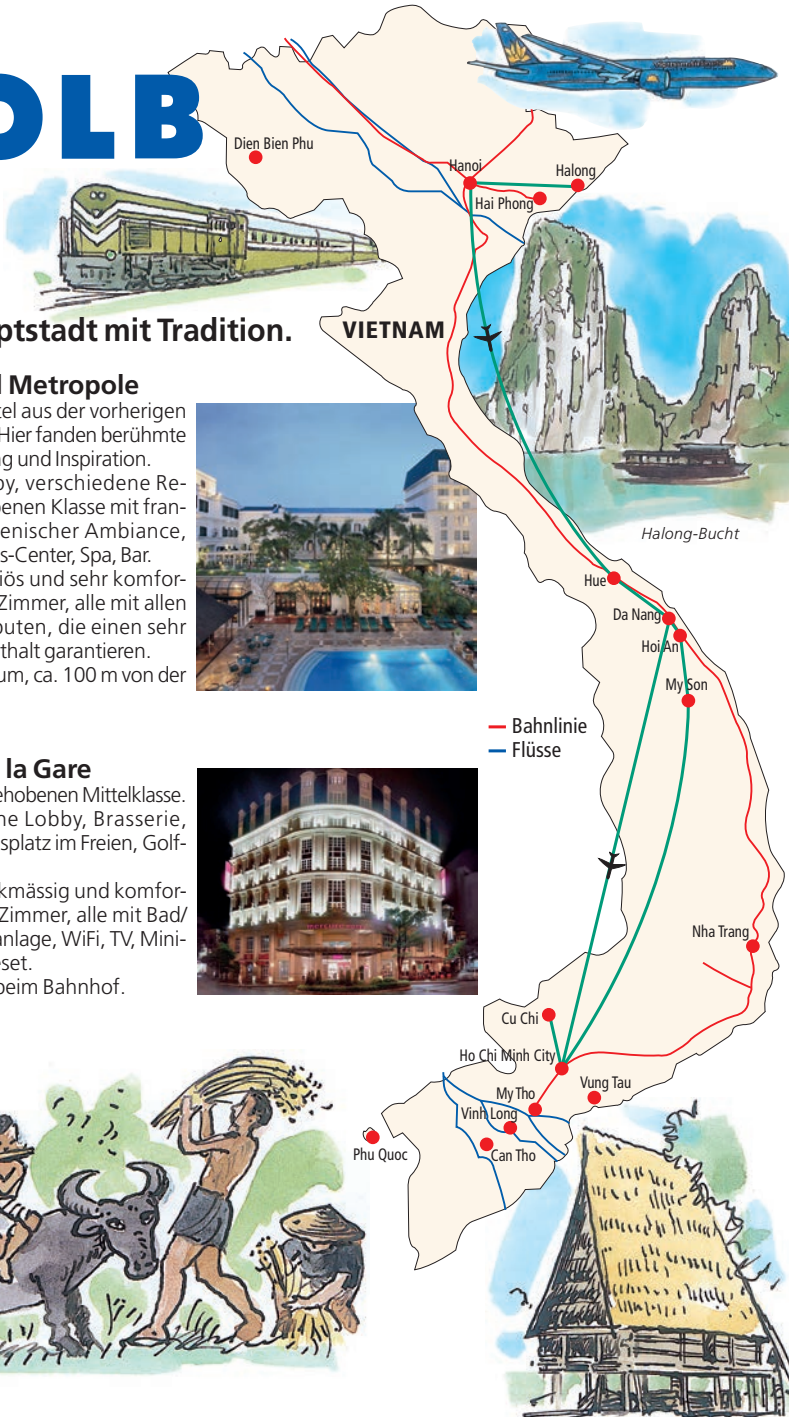 OLB
Dien Bien Phu
Hanoi
Halong
Hai Phong
ptstadt mit Tradition.
VIETNAM
Metropole
tel aus der vorherigen
Hier fanden berühmte
g und Inspiration.
by, verschiedene Re-
benen Klasse mit fran-
enischer Ambiance,
s-Center, Spa, Bar.
iös und sehr komfor-
Zimmer, alle mit allen
buten, die einen sehr
thalt garantieren.
um, ca. 100 m von der
Halong-Bucht
Hue
Da Nang
Hoi An
My Son
Bahnlinie
Flüsse
la Gare
ehobenen Mittelklasse.
ne Lobby, Brasserie,
splatz im Freien, Golf-
kmässig und komfor-
Zimmer, alle mit Bad/
anlage, WiFi, TV, Mini-
eset.
beim Bahnhof.
Nha Trang
Cu Chi
Ho Chi Minh City
My Tho
Vung Tau
Vinh Long
Phu Quoc
Can Tho